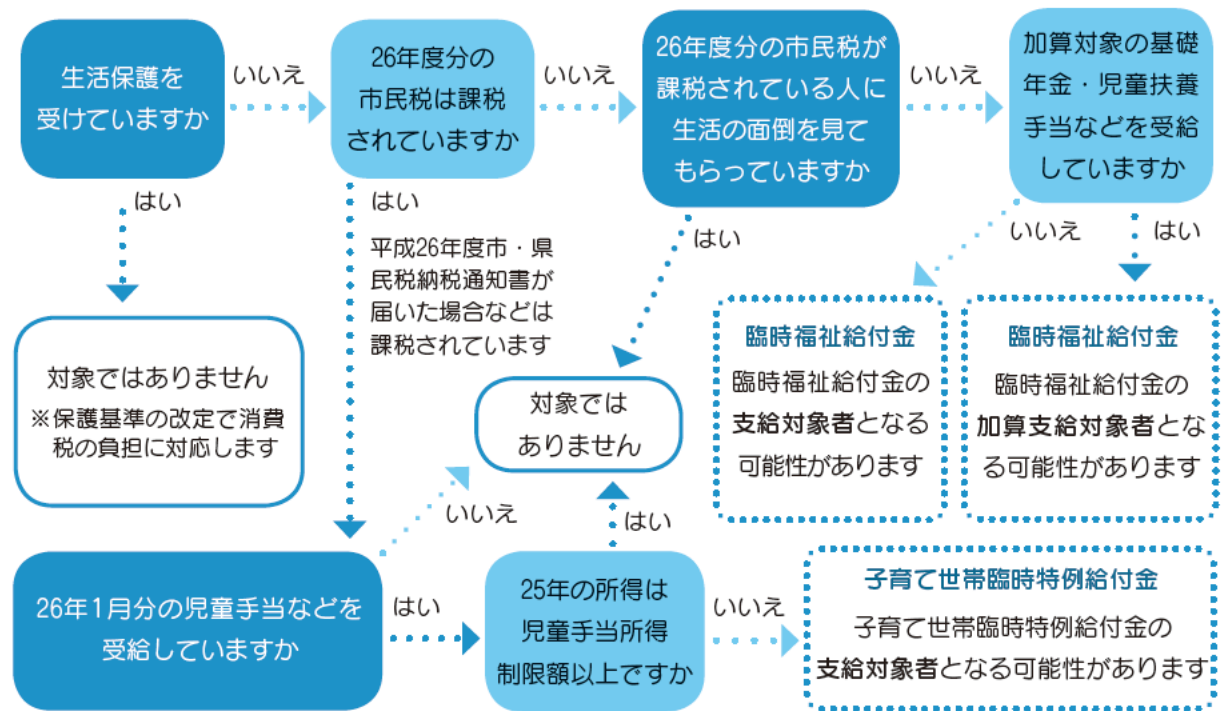 生活保護を
受けていますか
いいえ
26年度分の
市民税は課税
されていますか
いいえ
26年度分の市民税が
課税されている人に
生活の面倒を見て
もらっていますか
いいえ
加算対象の基礎
年金・児童扶養
手当などを受給
していますか
はい
はい
平成26年度市・県
民税納税通知書が
届いた場合などは
課税されています
はい
いいえ
はい
対象ではありません
※保護基準の改定で消費
税の負担に対応します
対象では
ありません
臨時福祉給付金
臨時福祉給付金の
支給対象者となる
可能性があります
臨時福祉給付金
臨時福祉給付金の
加算支給対象者とな
る可能性があります
いいえ
はい
26年1月分の児童手当などを
受給していますか
はい
25年の所得は
児童手当所得
制限額以上ですか
いいえ
子育て世帯臨時特例給付金
子育て世帯臨時特例給付金の
支給対象者となる可能性があります